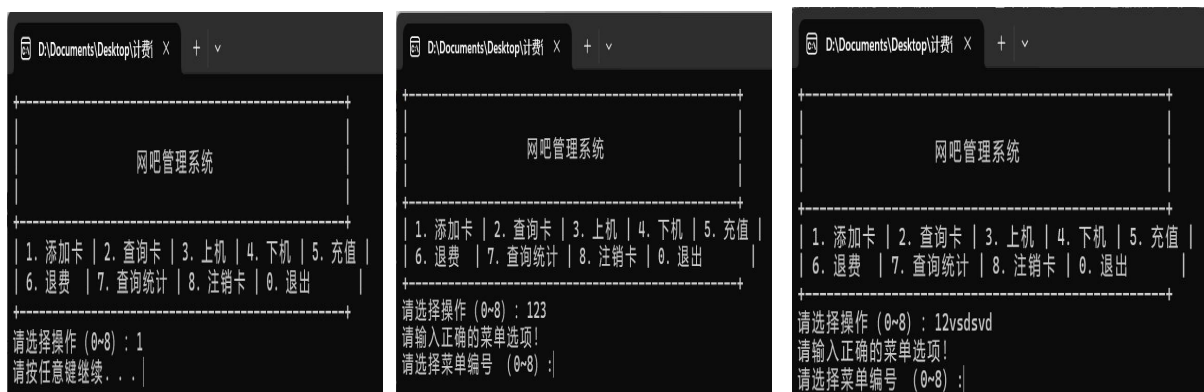 D:\Documents\Desktop\计费
网吧管理系统
| 1. 添加卡 | 2. 查询卡 | 3. 上机 | 4. 下机 | 5. 充值 |
| 6. 退费 | 7. 查询统计 | 8. 注销卡 | 0. 退出 |
请选择操作 (0~8) : 1
请按任意键继续. . .
D:\Documents\Desktop\计费
网吧管理系统
| 1. 添加卡 | 2. 查询卡 | 3. 上机 | 4. 下机 | 5. 充值 |
| 6. 退费 | 7. 查询统计 | 8. 注销卡 | 0. 退出 |
请选择操作 (0~8) : 123
请输入正确的菜单选项!
请选择菜单编号 (0~8) :
D:\Documents\Desktop\计费
网吧管理系统
| 1. 添加卡 | 2. 查询卡 | 3. 上机 | 4. 下机 | 5. 充值 |
| 6. 退费 | 7. 查询统计 | 8. 注销卡 | 0. 退出 |
请选择操作 (0~8) : 12vsdsvd
请输入正确的菜单选项!
请选择菜单编号 (0~8) :